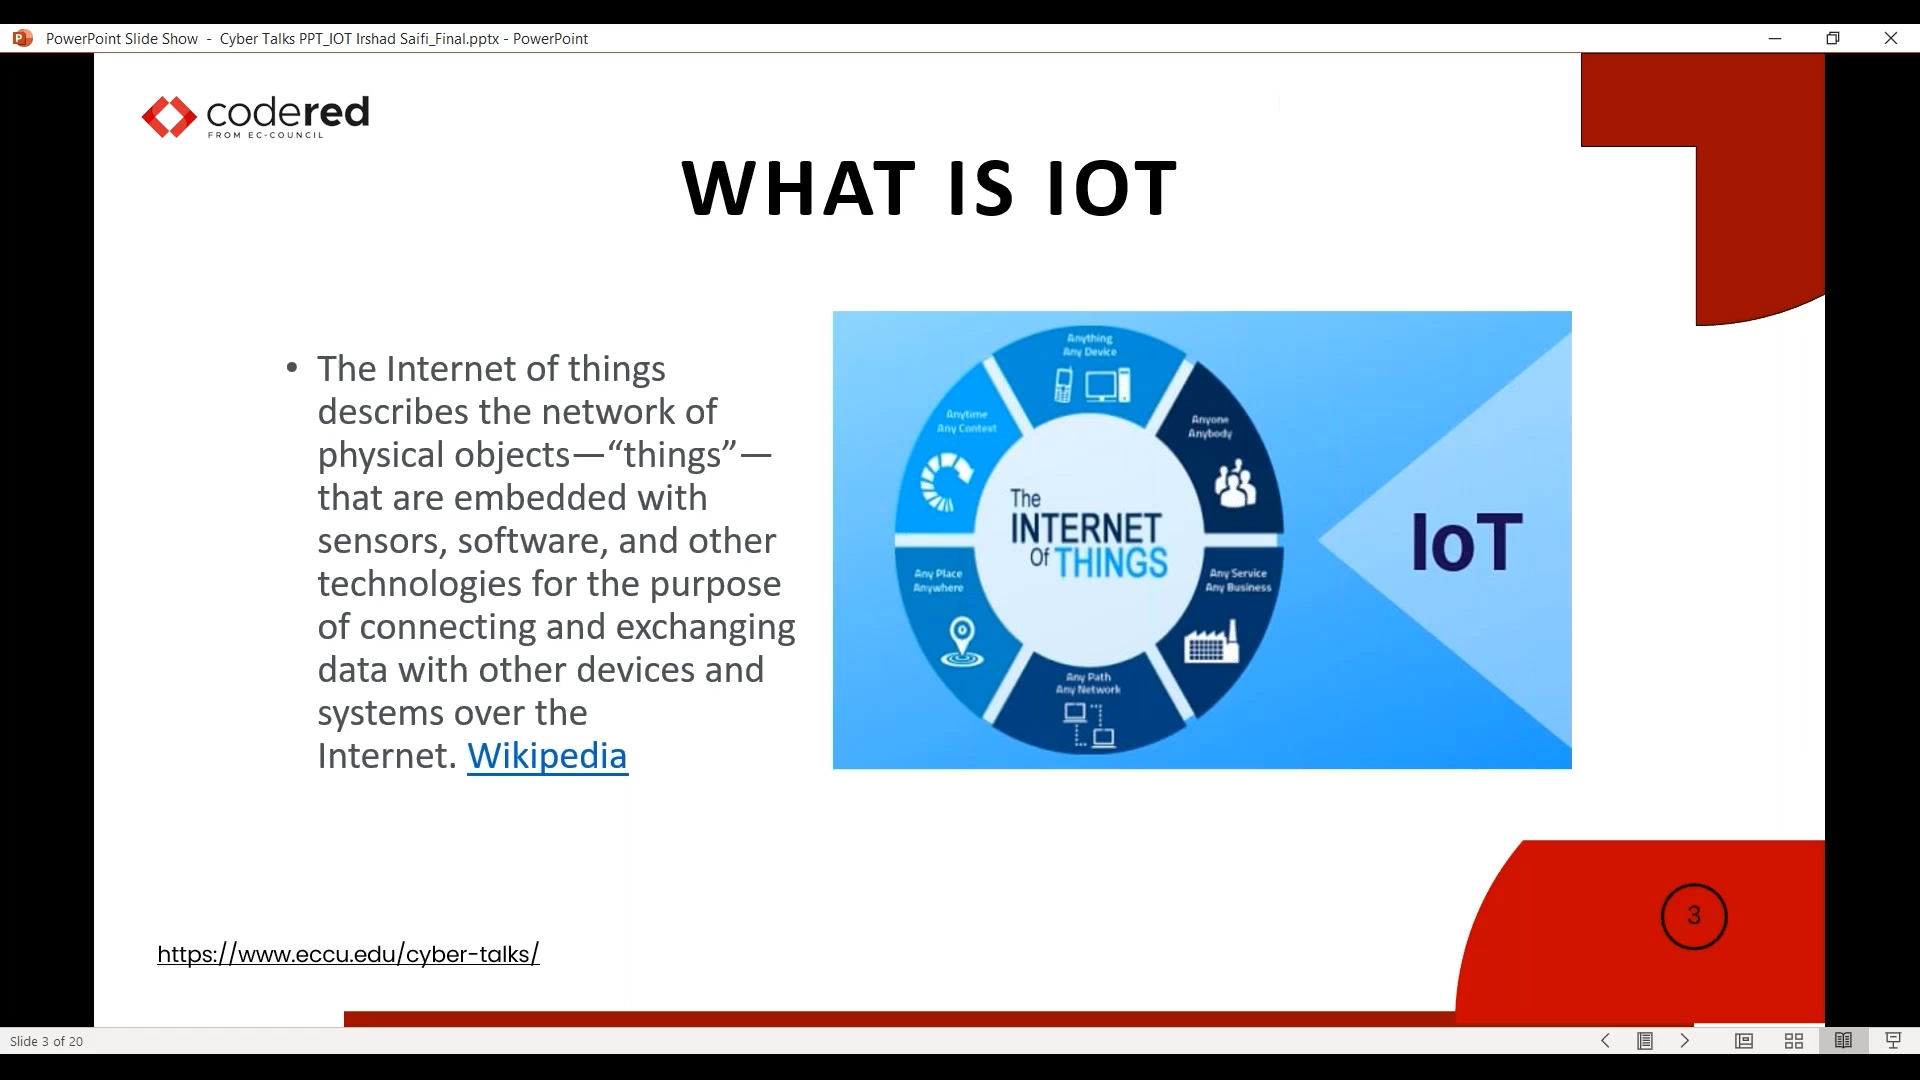 PowerPoint Slide Show - Cyber Talks PPT_IOT Irshad Saifi_Final.pptx - PowerPoint
codered
FROM EC-COUNCIL
WHAT IS IOT
• The Internet of things
describes the network of
physical objects—“things”—
that are embedded with
sensors, software, and other
technologies for the purpose
of connecting and exchanging
data with other devices and
systems over the
Internet. Wikipedia
Anything
Any Device
Anyone
Anybody
Any Service
Any Business
Any Path
Any Network
Any Place
Anywhere
Anytime
Any Context
The
INTERNET
Of THINGS
IoT
https://www.eccu.edu/cyber-talks/
3
Slide 3 of 20